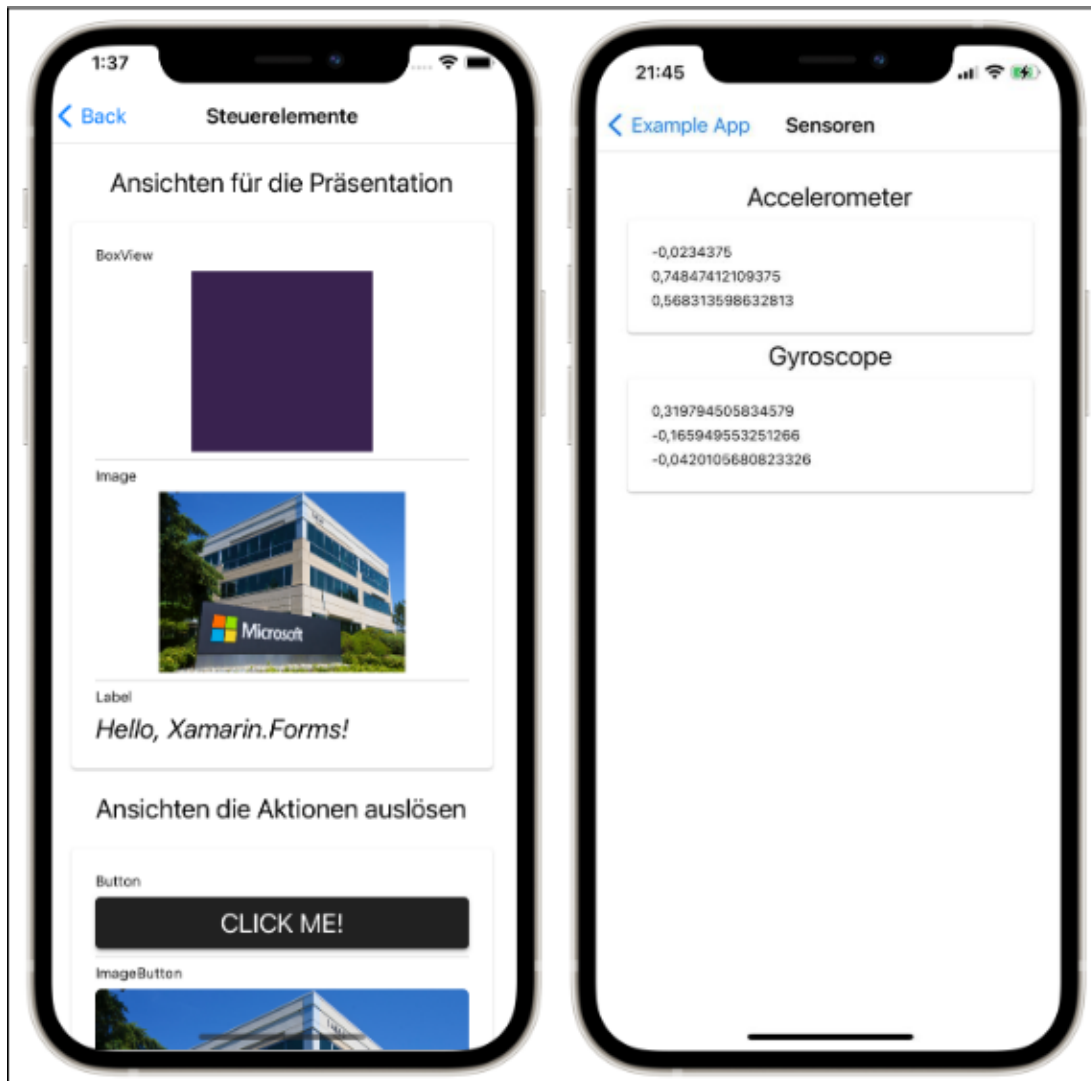 1:37
Back Steuerelemente
Ansichten für die Präsentation
BoxView
Image
Microsoft
Label
Hello, Xamarin.Forms!
Ansichten die Aktionen auslösen
Button
CLICK ME!
ImageButton
21:45
Example App Sensoren
Accelerometer
-0,0234375
0,74847412109375
0,568313598632813
Gyroscope
0,319794505834579
-0,165949553251266
-0,0420105680823326